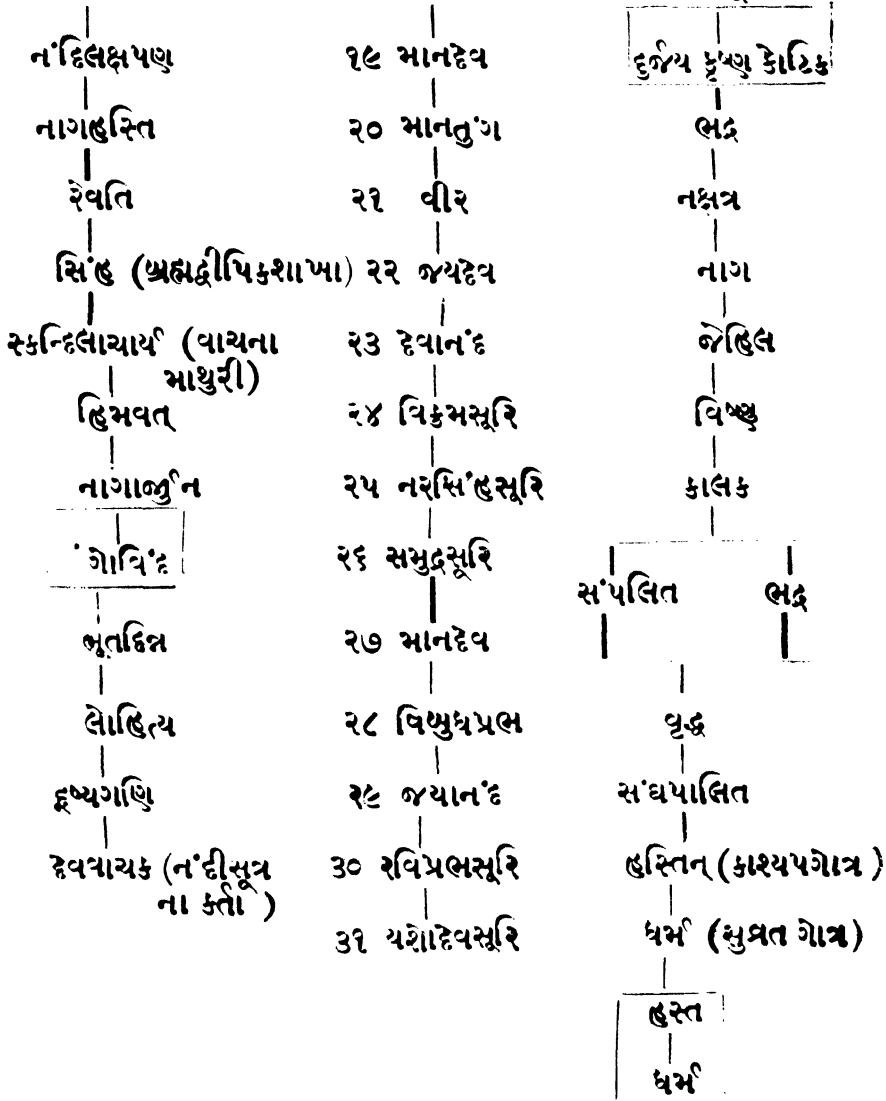 નંદિલક્ષપણ ૧૯ માનદેવ દુર્જય કૃષ્ણ કોટિક
નાગહસ્તિ ૨૦ માનતુંગ ભદ્ર
રેવતિ ૨૧ વીર નક્ષત્ર
સિંહ (બ્રહ્મદ્વીપિકશાખા) ૨૨ જયદેવ નાગ
સ્કન્દિલાચાર્ય (વાચના ૨૩ દેવાનંદ જેહિલ
માથુરી)
હિમવત્ ૨૪ વિક્રમસૂરિ વિષ્ણુ
નાગાર્જુન ૨૫ નરસિંહસૂરિ કાલક
ગોવિંદ ૨૬ સમુદ્રસૂરિ
સંપલિત ભદ્ર
ભૂતદિન્ન ૨૭ માનદેવ
લોહિત્ય ૨૮ વિબુધપ્રભ વૃદ્ધ
દૂષ્યગણિ ૨૯ જયાનંદ સંઘપાલિત
દેવવાચક (નંદીસૂત્ર ૩૦ રવિપ્રભસૂરિ હસ્તિન્ (કાશ્યપગોત્ર)
ના કર્તા)
૩૧ યશોદેવસૂરિ ધર્મ (સુવ્રત ગોત્ર)
હસ્ત
ધર્મ